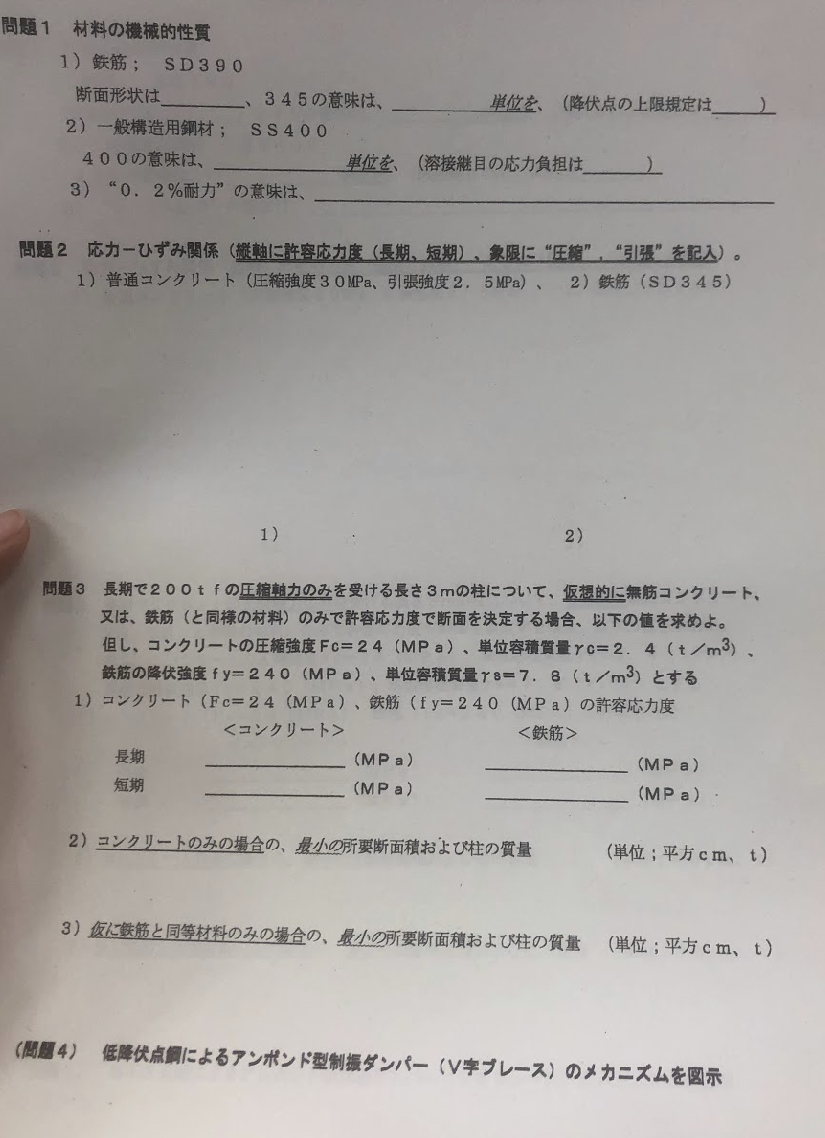 問題1　材料の機械的性質
1）鉄筋；　SD390
断面形状は＿＿＿＿、345の意味は、＿＿＿＿＿単位を、（降伏点の上限規定は＿＿＿）
2）一般構造用鋼材；　SS400
400の意味は、＿＿＿＿＿＿＿単位を、（溶接継目の応力負担は＿＿＿＿）
3）“0．2％耐力”の意味は、＿＿＿＿＿＿＿＿＿＿＿＿＿＿＿＿＿＿
問題2　応力－ひずみ関係（縦軸に許容応力度（長期、短期）、象限に“圧縮”，“引張”を記入）。
1）普通コンクリート（圧縮強度30MPa、引張強度2．5MPa）、　2）鉄筋（SD345）
1）　2）
問題3　長期で200tfの圧縮軸力のみを受ける長さ3mの柱について、仮想的に無筋コンクリート、
又は、鉄筋（と同様の材料）のみで許容応力度で断面を決定する場合、以下の値を求めよ。
但し、コンクリートの圧縮強度Fc＝24（MPa）、単位容積質量γc＝2．4（t／m³）、
鉄筋の降伏強度fy＝240（MPa）、単位容積質量γs＝7．8（t／m³）とする
1）コンクリート（Fc＝24（MPa）、鉄筋（fy＝240（MPa）の許容応力度
＜コンクリート＞　＜鉄筋＞
長期　＿＿＿＿＿＿＿（MPa）　＿＿＿＿＿＿＿（MPa）
短期　＿＿＿＿＿＿＿（MPa）　＿＿＿＿＿＿＿（MPa）
2）コンクリートのみの場合の、最小の所要断面積および柱の質量　（単位；平方cm、t）
3）仮に鉄筋と同等材料のみの場合の、最小の所要断面積および柱の質量　（単位；平方cm、t）
（問題4）　低降伏点鋼によるアンボンド型制振ダンパー（V字ブレース）のメカニズムを図示